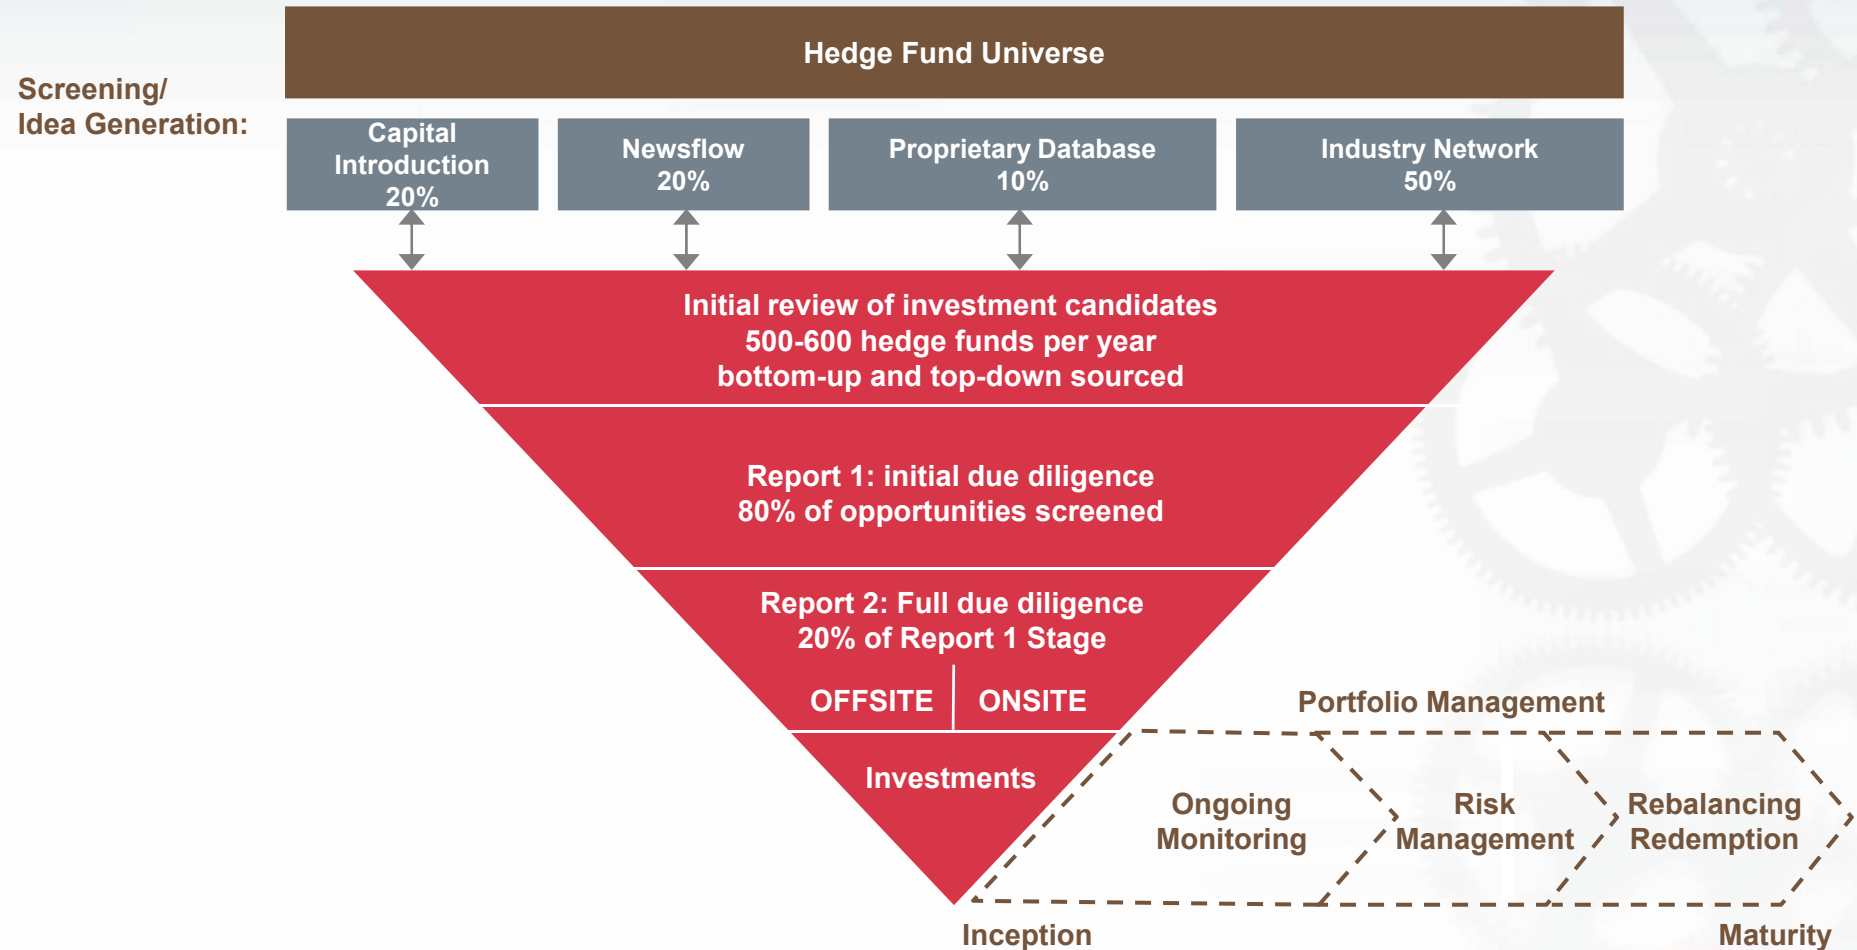 Hedge Fund Universe
Screening/
Idea Generation:
Capital
Introduction
20%
Newsflow
20%
Proprietary Database
10%
Industry Network
50%
Initial review of investment candidates
500-600 hedge funds per year
bottom-up and top-down sourced
Report 1: initial due diligence
80% of opportunities screened
Report 2: Full due diligence
20% of Report 1 Stage
OFFSITE
ONSITE
Investments
Portfolio Management
Ongoing
Monitoring
Risk
Management
Rebalancing
Redemption
Inception
Maturity